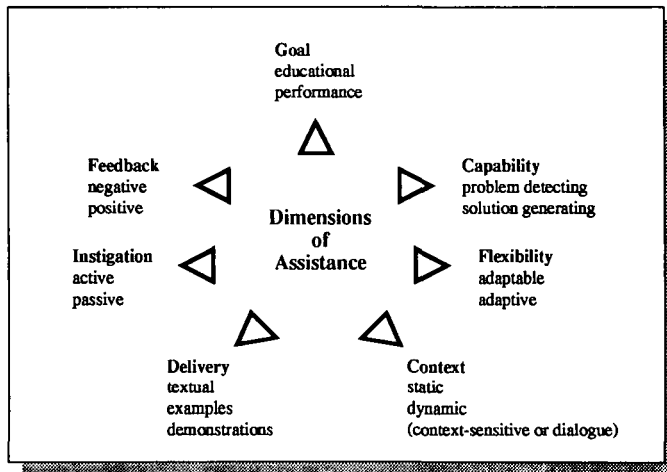 Goal
educational
performance
Feedback
negative
positive
Capability
problem detecting
solution generating
Dimensions
of
Assistance
Instigation
active
passive
Flexibility
adaptable
adaptive
Delivery
textual
examples
demonstrations
Context
static
dynamic
(context-sensitive or dialogue)